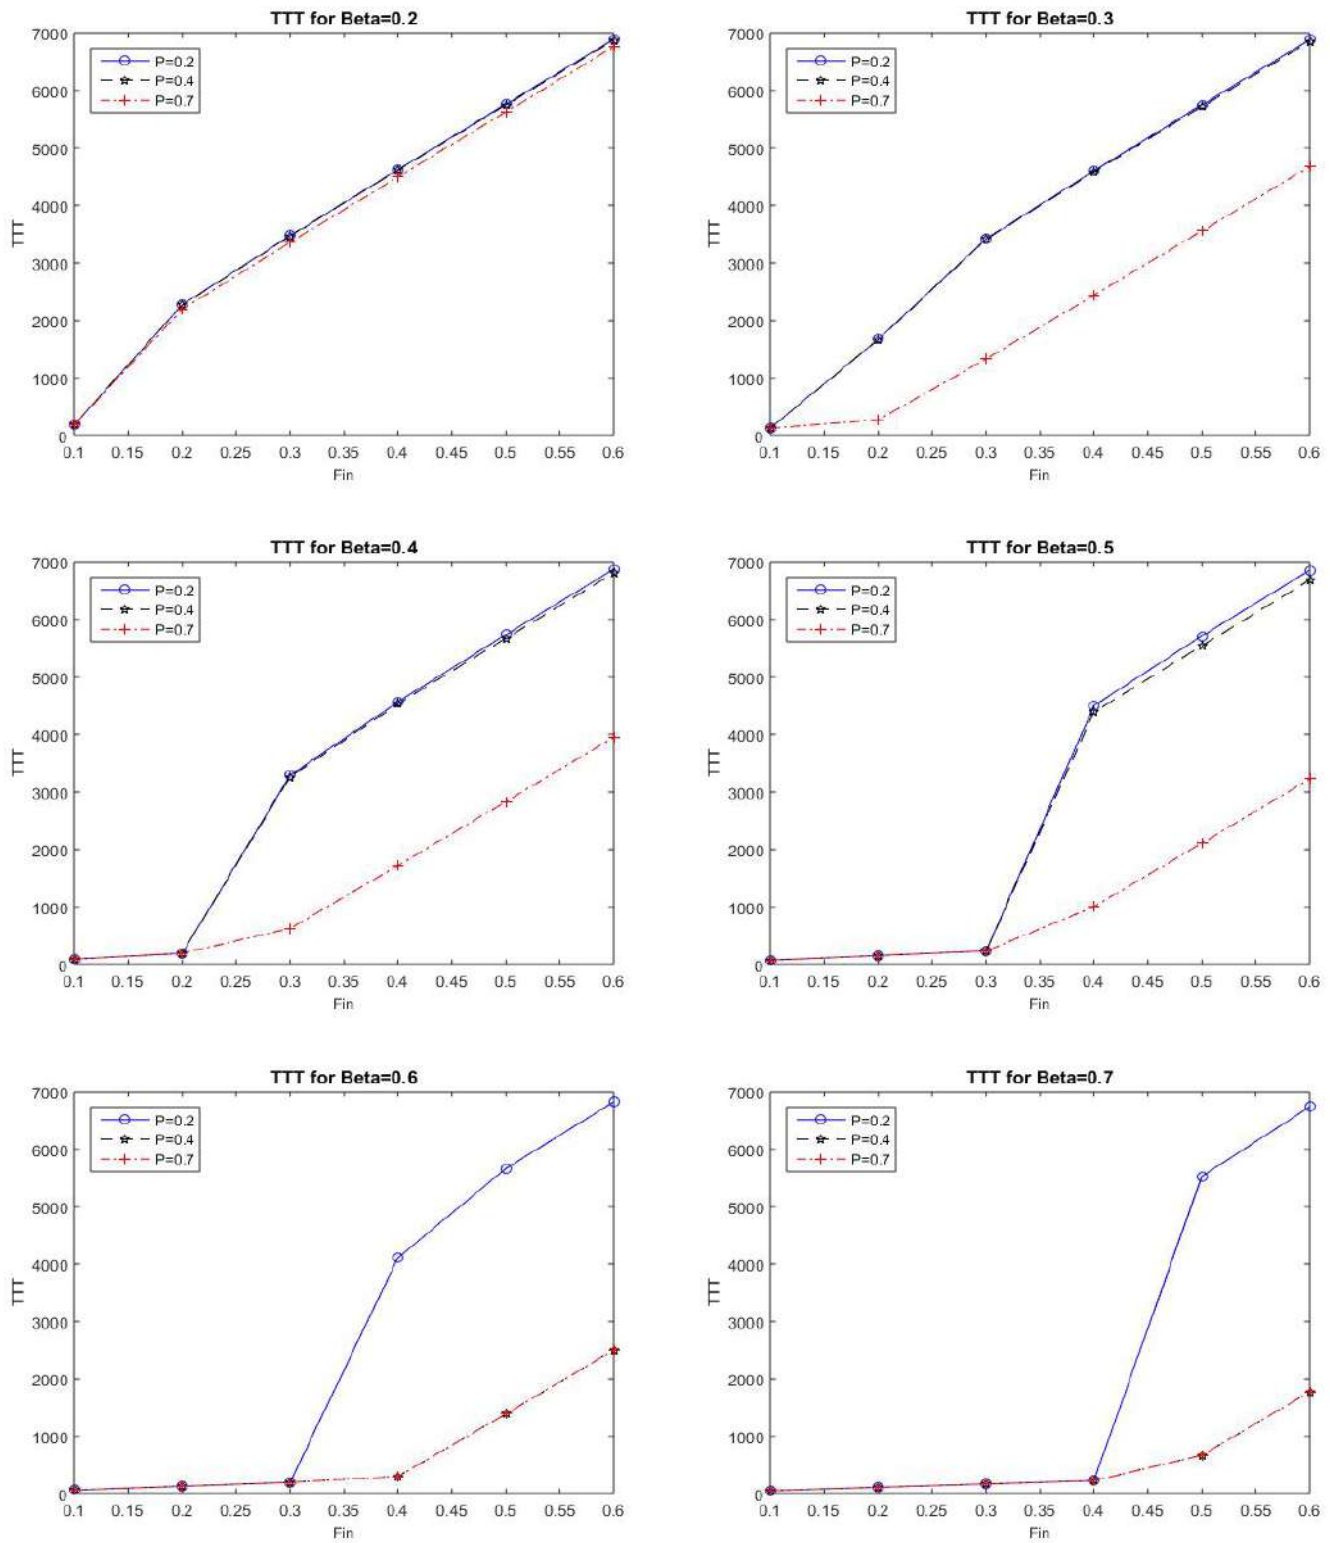 TTT for Beta=0.2
7000
6000
5000
4000
3000
2000
1000
0
TTT
P=0.2
P=0.4
P=0.7
0.1 0.15 0.2 0.25 0.3 0.35 0.4 0.45 0.5 0.55 0.6
Fin
TTT for Beta=0.3
7000
6000
5000
4000
3000
2000
1000
0
TTT
P=0.2
P=0.4
P=0.7
0.1 0.15 0.2 0.25 0.3 0.35 0.4 0.45 0.5 0.55 0.6
Fin
TTT for Beta=0.4
7000
6000
5000
4000
3000
2000
1000
0
TTT
P=0.2
P=0.4
P=0.7
0.1 0.15 0.2 0.25 0.3 0.35 0.4 0.45 0.5 0.55 0.6
Fin
TTT for Beta=0.5
7000
6000
5000
4000
3000
2000
1000
0
TTT
P=0.2
P=0.4
P=0.7
0.1 0.15 0.2 0.25 0.3 0.35 0.4 0.45 0.5 0.55 0.6
Fin
TTT for Beta=0.6
7000
6000
5000
4000
3000
2000
1000
0
TTT
P=0.2
P=0.4
P=0.7
0.1 0.15 0.2 0.25 0.3 0.35 0.4 0.45 0.5 0.55 0.6
Fin
TTT for Beta=0.7
7000
6000
5000
4000
3000
2000
1000
0
TTT
P=0.2
P=0.4
P=0.7
0.1 0.15 0.2 0.25 0.3 0.35 0.4 0.45 0.5 0.55 0.6
Fin